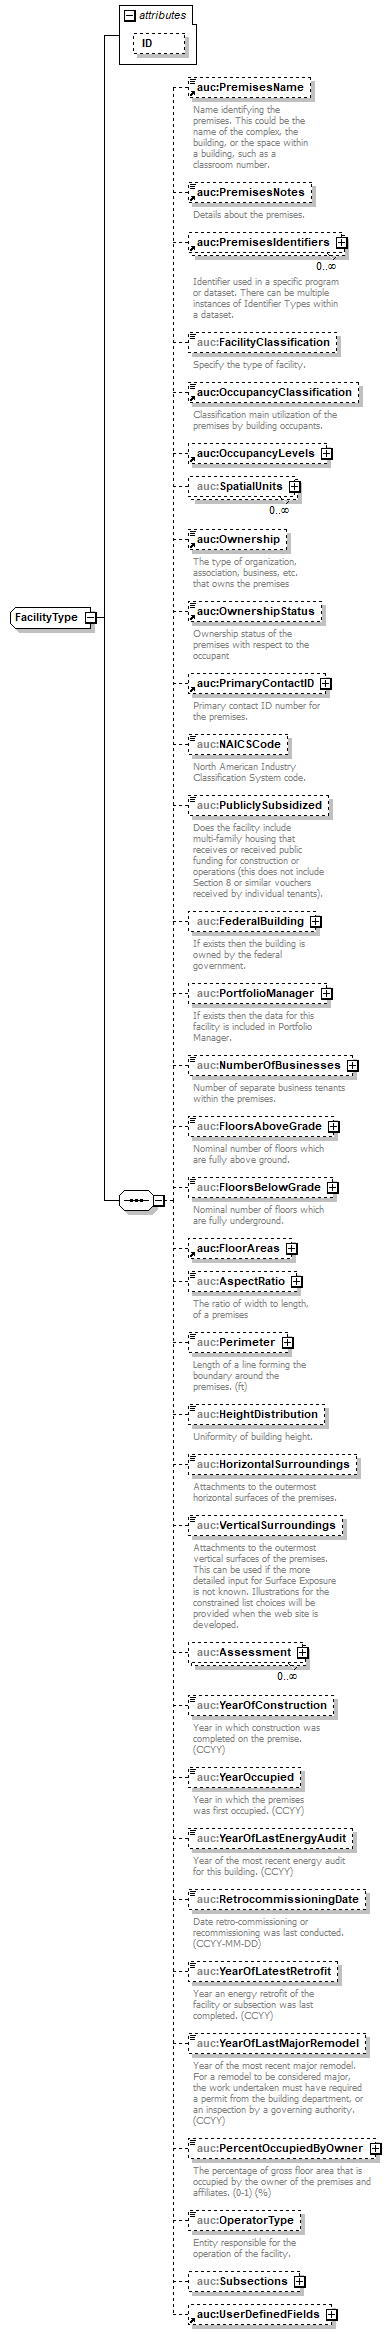 attributes
ID
auc:PremisesName
Name identifying the
premises. This could be the
name of the complex, the
building, or the space within
a building, such as a
classroom number.
auc:PremisesNotes
Details about the premises.
auc:PremisesIdentifiers
0..∞
Identifier used in a specific program
or dataset. There can be multiple
instances of Identifier Types within
a dataset.
auc:FacilityClassification
Specify the type of facility.
auc:OccupancyClassification
Classification main utilization of the
premises by building occupants.
auc:OccupancyLevels
auc:SpatialUnits
0..∞
auc:Ownership
The type of organization,
association, business, etc.
that owns the premises
auc:OwnershipStatus
Ownership status of the
premises with respect to the
occupant
FacilityType
auc:PrimaryContactID
Primary contact ID number for
the premises.
auc:NAICSCode
North American Industry
Classification System code.
auc:PubliclySubsidized
Does the facility include
multi-family housing that
receives or received public
funding for construction or
operations (this does not include
Section 8 or similar vouchers
received by individual tenants).
auc:FederalBuilding
If exists then the building is
owned by the federal
government.
auc:PortfolioManager
If exists then the data for this
facility is included in Portfolio
Manager.
auc:NumberOfBusinesses
Number of separate business tenants
within the premises.
auc:FloorsAboveGrade
Nominal number of floors which
are fully above ground.
auc:FloorsBelowGrade
Nominal number of floors which
are fully underground.
auc:FloorAreas
auc:AspectRatio
The ratio of width to length,
of a premises
auc:Perimeter
Length of a line forming the
boundary around the
premises. (ft)
auc:HeightDistribution
Uniformity of building height.
auc:HorizontalSurroundings
Attachments to the outermost
horizontal surfaces of the premises.
auc:VerticalSurroundings
Attachments to the outermost
vertical surfaces of the premises.
This can be used if the more
detailed input for Surface Exposure
is not known. Illustrations for the
constrained list choices will be
provided when the web site is
developed.
auc:Assessment
0..∞
auc:YearOfConstruction
Year in which construction was
completed on the premise.
(CCYY)
auc:YearOccupied
Year in which the premises
was first occupied. (CCYY)
auc:YearOfLastEnergyAudit
Year of the most recent energy audit
for this building. (CCYY)
auc:RetrocommissioningDate
Date retro-commissioning or
recommissioning was last conducted.
(CCYY-MM-DD)
auc:YearOfLatestRetrofit
Year an energy retrofit of the
facility or subsection was last
completed. (CCYY)
auc:YearOfLastMajorRemodel
Year of the most recent major remodel.
For a remodel to be considered major,
the work undertaken must have required
a permit from the building department, or
an inspection by a governing authority.
(CCYY)
auc:PercentOccupiedByOwner
The percentage of gross floor area that is
occupied by the owner of the premises and
affiliates. (0-1) (%)
auc:OperatorType
Entity responsible for the
operation of the facility.
auc:Subsections
auc:UserDefinedFields